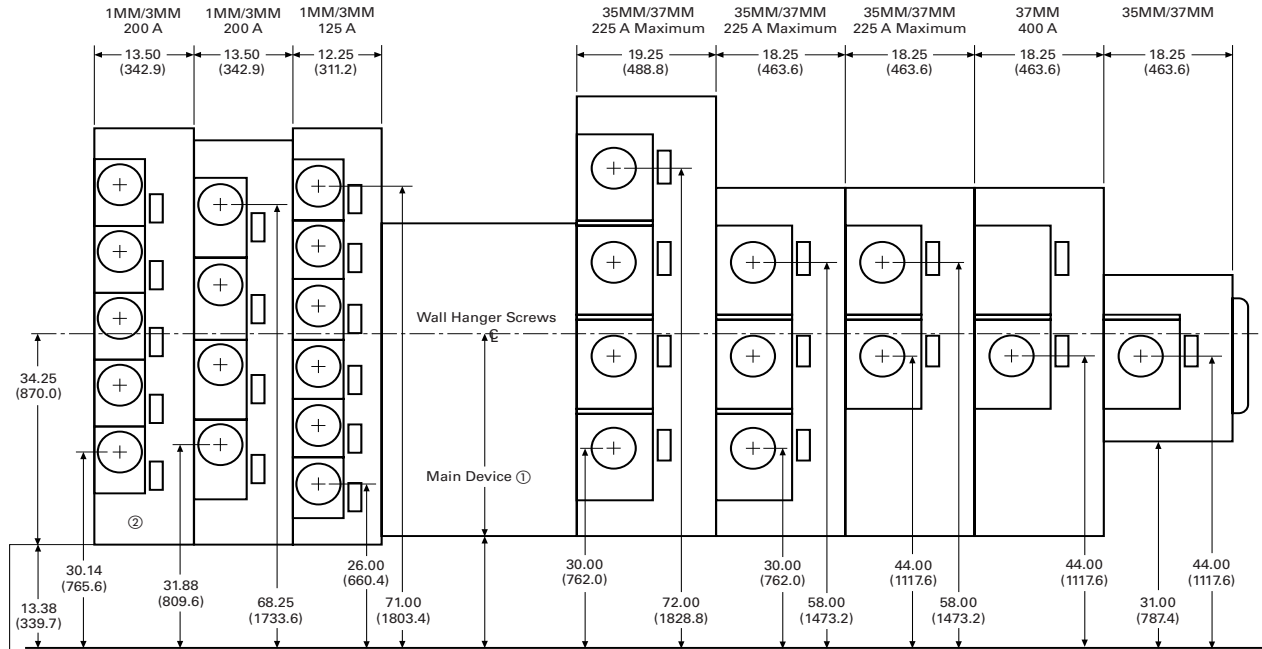 1MM/3MM
200 A
1MM/3MM
200 A
1MM/3MM
125 A
35MM/37MM
225 A Maximum
35MM/37MM
225 A Maximum
35MM/37MM
225 A Maximum
37MM
400 A
35MM/37MM
13.50
(342.9)
13.50
(342.9)
12.25
(311.2)
19.25
(488.8)
18.25
(463.6)
18.25
(463.6)
18.25
(463.6)
18.25
(463.6)
Wall Hanger Screws
℄
34.25
(870.0)
Main Device ①
②
30.14
(765.6)
31.88
(809.6)
26.00
(660.4)
30.00
(762.0)
30.00
(762.0)
44.00
(1117.6)
44.00
(1117.6)
44.00
(1117.6)
13.38
(339.7)
68.25
(1733.6)
71.00
(1803.4)
72.00
(1828.8)
58.00
(1473.2)
58.00
(1473.2)
31.00
(787.4)